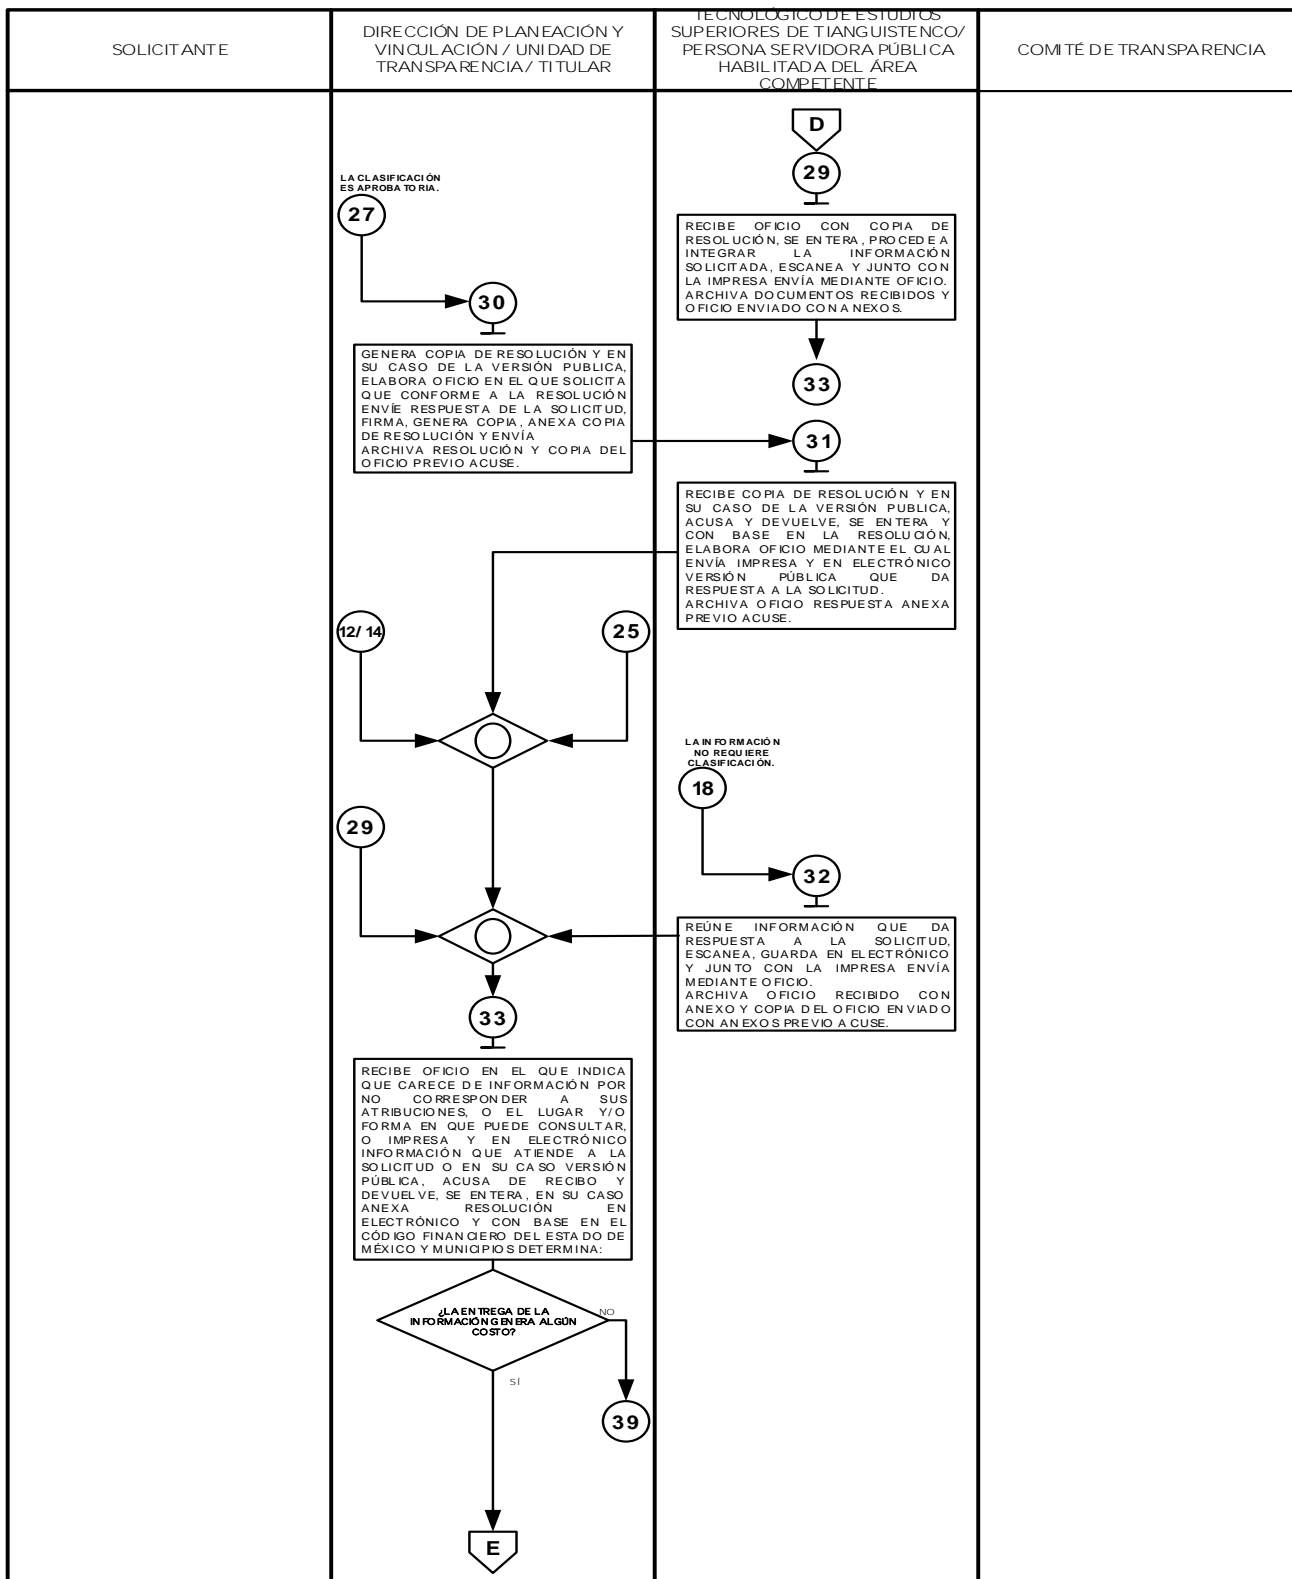 SOLICITANTE
DIRECCIÓN DE PLANEACIÓN Y
VINCULACIÓN / UNIDAD DE
TRANSPARENCIA / TITULAR
TECNOLÓGICO DE ESTUDIOS
SUPERIORES DE TIANGUISTENCO/
PERSONA SERVIDORA PÚBLICA
HABILITADA DEL ÁREA
COMPETENTE
COMITÉ DE TRANSPARENCIA
D
29
RECIBE OFICIO CON COPIA DE
RESOLUCIÓN, SE ENTERA, PROCEDE A
INTEGRAR LA INFORMACIÓN
SOLICITADA, ESCANEA Y JUNTO CON
LA IMPRESA ENVÍA MEDIANTE OFICIO.
ARCHIVA DOCUMENTOS RECIBIDOS Y
OFICIO ENVIADO CON ANEXOS.
33
LA CLASIFICACIÓN
ES APROBATORIA.
27
30
GENERA COPIA DE RESOLUCIÓN Y EN
SU CASO DE LA VERSIÓN PUBLICA,
ELABORA OFICIO EN EL QUE SOLICITA
QUE CONFORME A LA RESOLUCIÓN
ENVÍE RESPUESTA DE LA SOLICITUD,
FIRMA, GENERA COPIA, ANEXA COPIA
DE RESOLUCIÓN Y ENVÍA
ARCHIVA RESOLUCIÓN Y COPIA DEL
OFICIO PREVIO ACUSE.
31
RECIBE COPIA DE RESOLUCIÓN Y EN
SU CASO DE LA VERSIÓN PUBLICA,
ACUSA Y DEVUELVE, SE ENTERA Y
CON BASE EN LA RESOLUCIÓN,
ELABORA OFICIO MEDIANTE EL CUAL
ENVÍA IMPRESA Y EN ELECTRÓNICO
VERSIÓN PÚBLICA QUE DA
RESPUESTA A LA SOLICITUD.
ARCHIVA OFICIO RESPUESTA ANEXA
PREVIO ACUSE.
12/ 14
25
LA INFORMACIÓN
NO REQUIERE
CLASIFICACIÓN.
18
29
32
REÚNE INFORMACIÓN QUE DA
RESPUESTA A LA SOLICITUD,
ESCANEA, GUARDA EN ELECTRÓNICO
Y JUNTO CON LA IMPRESA ENVÍA
MEDIANTE OFICIO.
ARCHIVA OFICIO RECIBIDO CON
ANEXO Y COPIA DEL OFICIO ENVIADO
CON ANEXOS PREVIO ACUSE.
33
RECIBE OFICIO EN EL QUE INDICA
QUE CARECE DE INFORMACIÓN POR
NO CORRESPONDER A SUS
ATRIBUCIONES, O EL LUGAR Y/O
FORMA EN QUE PUEDE CONSULTAR,
O IMPRESA Y EN ELECTRÓNICO
INFORMACIÓN QUE ATIENDE A LA
SOLICITUD O EN SU CASO VERSIÓN
PÚBLICA, ACUSA DE RECIBO Y
DEVUELVE, SE ENTERA, EN SU CASO
ANEXA RESOLUCIÓN EN
ELECTRÓNICO Y CON BASE EN EL
CÓDIGO FINANCIERO DEL ESTADO DE
MÉXICO Y MUNICIPIOS DETERMINA:
¿LA ENTREGA DE LA
INFORMACIÓN GENERA ALGÚN
COSTO?
NO
SÍ
39
E